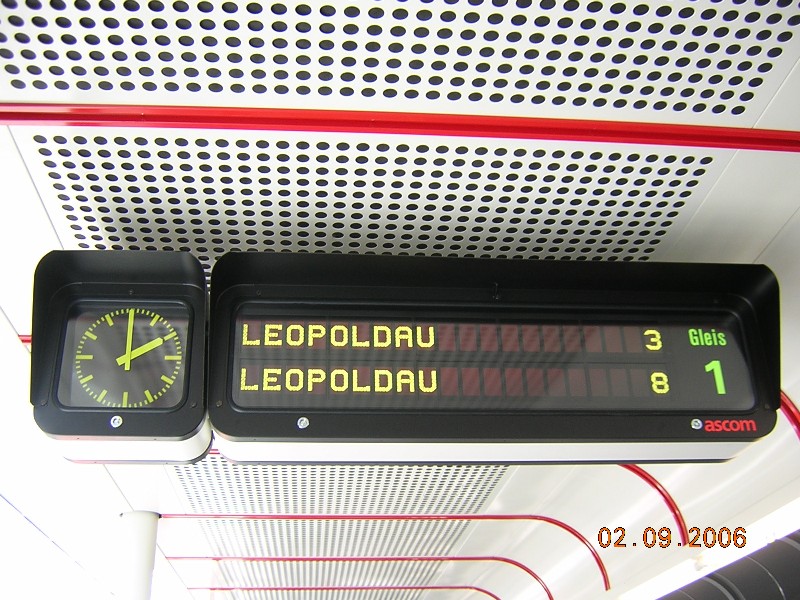 LEOPOLDAU 3
LEOPOLDAU 8
Gleis
1
ascom
02.09.2006